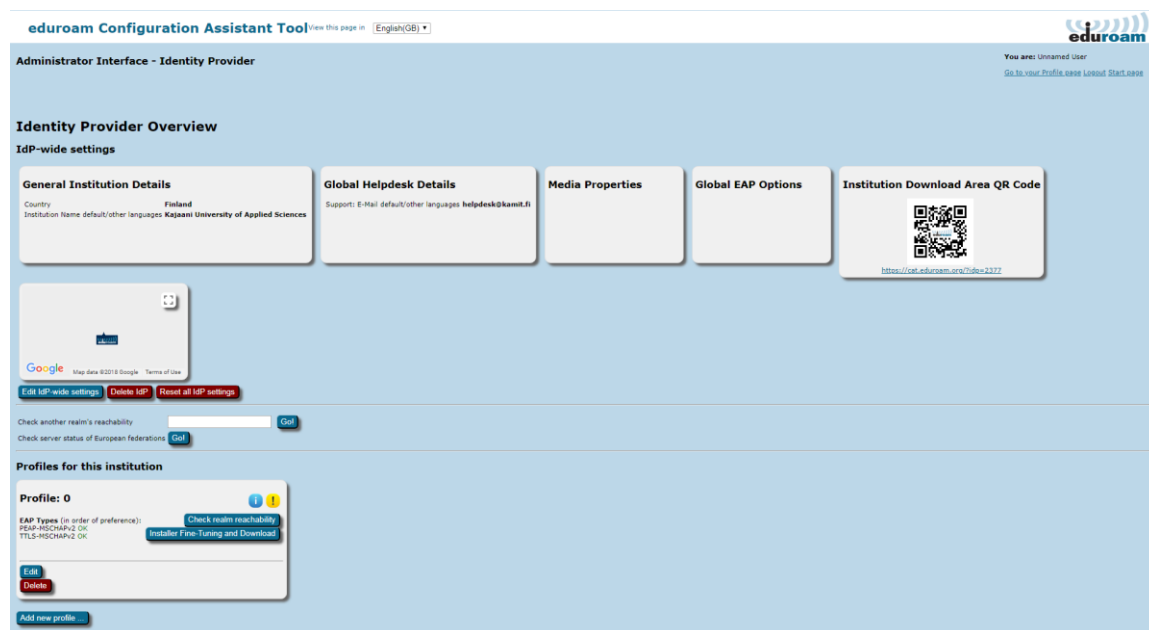 eduroam Configuration Assistant Tool View this page in English(GB)
eduroam
Administrator Interface - Identity Provider
You are: Unnamed User
Go to your Profile page Logout Start page
Identity Provider Overview
IdP-wide settings
General Institution Details
Country Finland
Institution Name default/other languages Kajaani University of Applied Sciences
Global Helpdesk Details
Support: E-Mail default/other languages helpdesk@kamit.fi
Media Properties
Global EAP Options
Institution Download Area QR Code
https://cat.eduroam.org/?idp=2377
Google Map data ©2018 Google Terms of Use
Edit IdP-wide settings Delete IdP Reset all IdP settings
Check another realm's reachability Go!
Check server status of European federations Go!
Profiles for this institution
Profile: 0
EAP Types (in order of preference):
PEAP-MSCHAPv2 OK
TTLS-MSCHAPv2 OK
Check realm reachability
Installer Fine-Tuning and Download
Edit
Delete
Add new profile ...